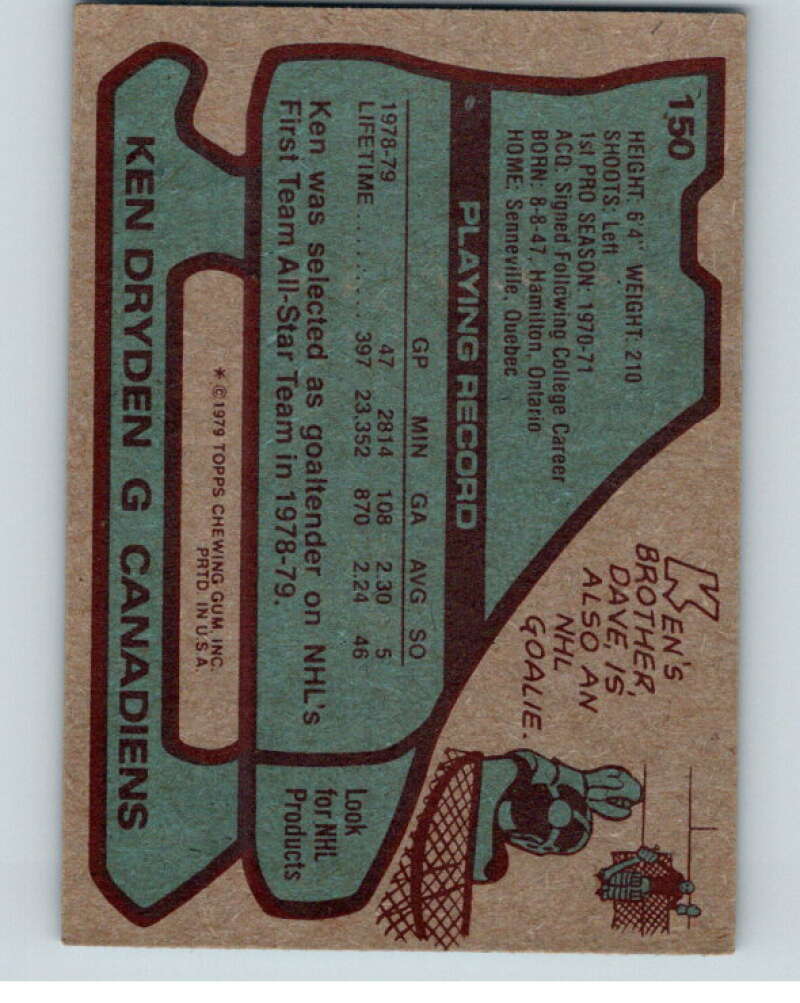 150
HEIGHT: 6'4" WEIGHT: 210
SHOOTS: Left
1st PRO SEASON: 1970-71
ACQ: Signed Following College Career
BORN: 8-8-47, Hamilton, Ontario
HOME: Senneville, Quebec
PLAYING RECORD
GP MIN GA AVG SO
1978-79 47 2814 108 2.30 5
LIFETIME ......... 397 23,352 870 2.24 46
Ken was selected as goaltender on NHL's
First Team All-Star Team in 1978-79.
KEN'S
BROTHER,
DAVE, IS
ALSO AN
NHL
GOALIE.
Look
for NHL
Products
* ©1979 TOPPS CHEWING GUM, INC.
PRTD. IN U.S.A.
KEN DRYDEN G CANADIENS